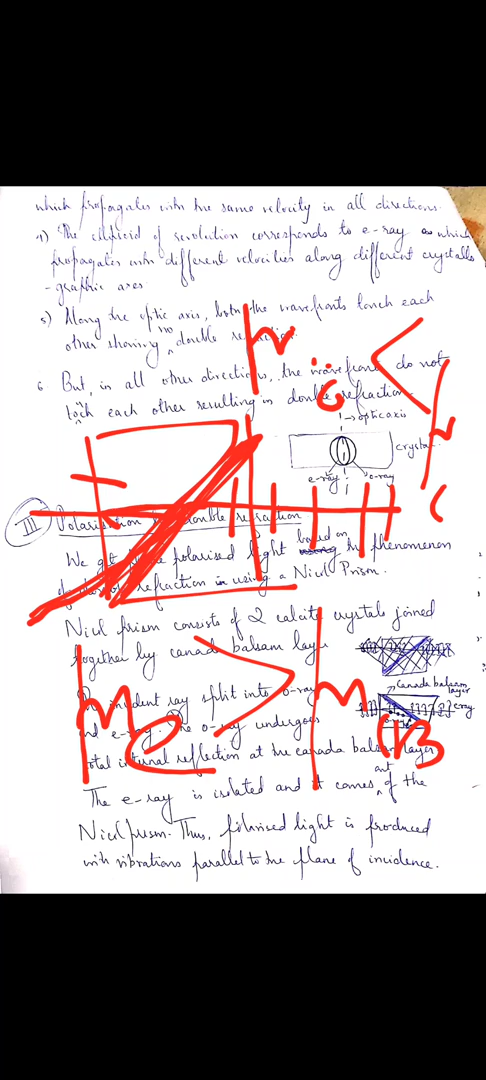 which propagates with the same velocity in all directions.
4) The ellipsoid of revolution corresponds to e-ray as which
propagates with different velocities along different crystallo
-graphic axes
5) Along the optic axis, both the wavefronts touch each
other showing no double refraction.
6 But, in all other directions, the wavefront do not
touch each other resulting in double refraction
→optic axis
crystal
e-ray
o-ray
III Polarisation double refraction
We get polarised light based on the phenomenon
of refraction in using a Nicol Prism.
Nicol prism consists of 2 calcite crystals joined
together by canada balsam layer
Canada balsam
layer
incident ray split into o-ray
e-ray
and e-ray. The o-ray undergoes
total internal reflection at the canada balsam layer
The e-ray is isolated and it comes out of the
Nicol prism. Thus, polarised light is produced
with vibrations parallel to the plane of incidence.